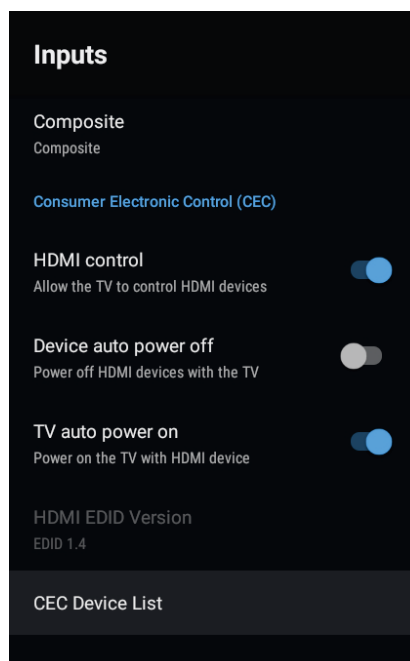 Inputs
Composite
Composite
Consumer Electronic Control (CEC)
HDMI control
Allow the TV to control HDMI devices
Device auto power off
Power off HDMI devices with the TV
TV auto power on
Power on the TV with HDMI device
HDMI EDID Version
EDID 1.4
CEC Device List